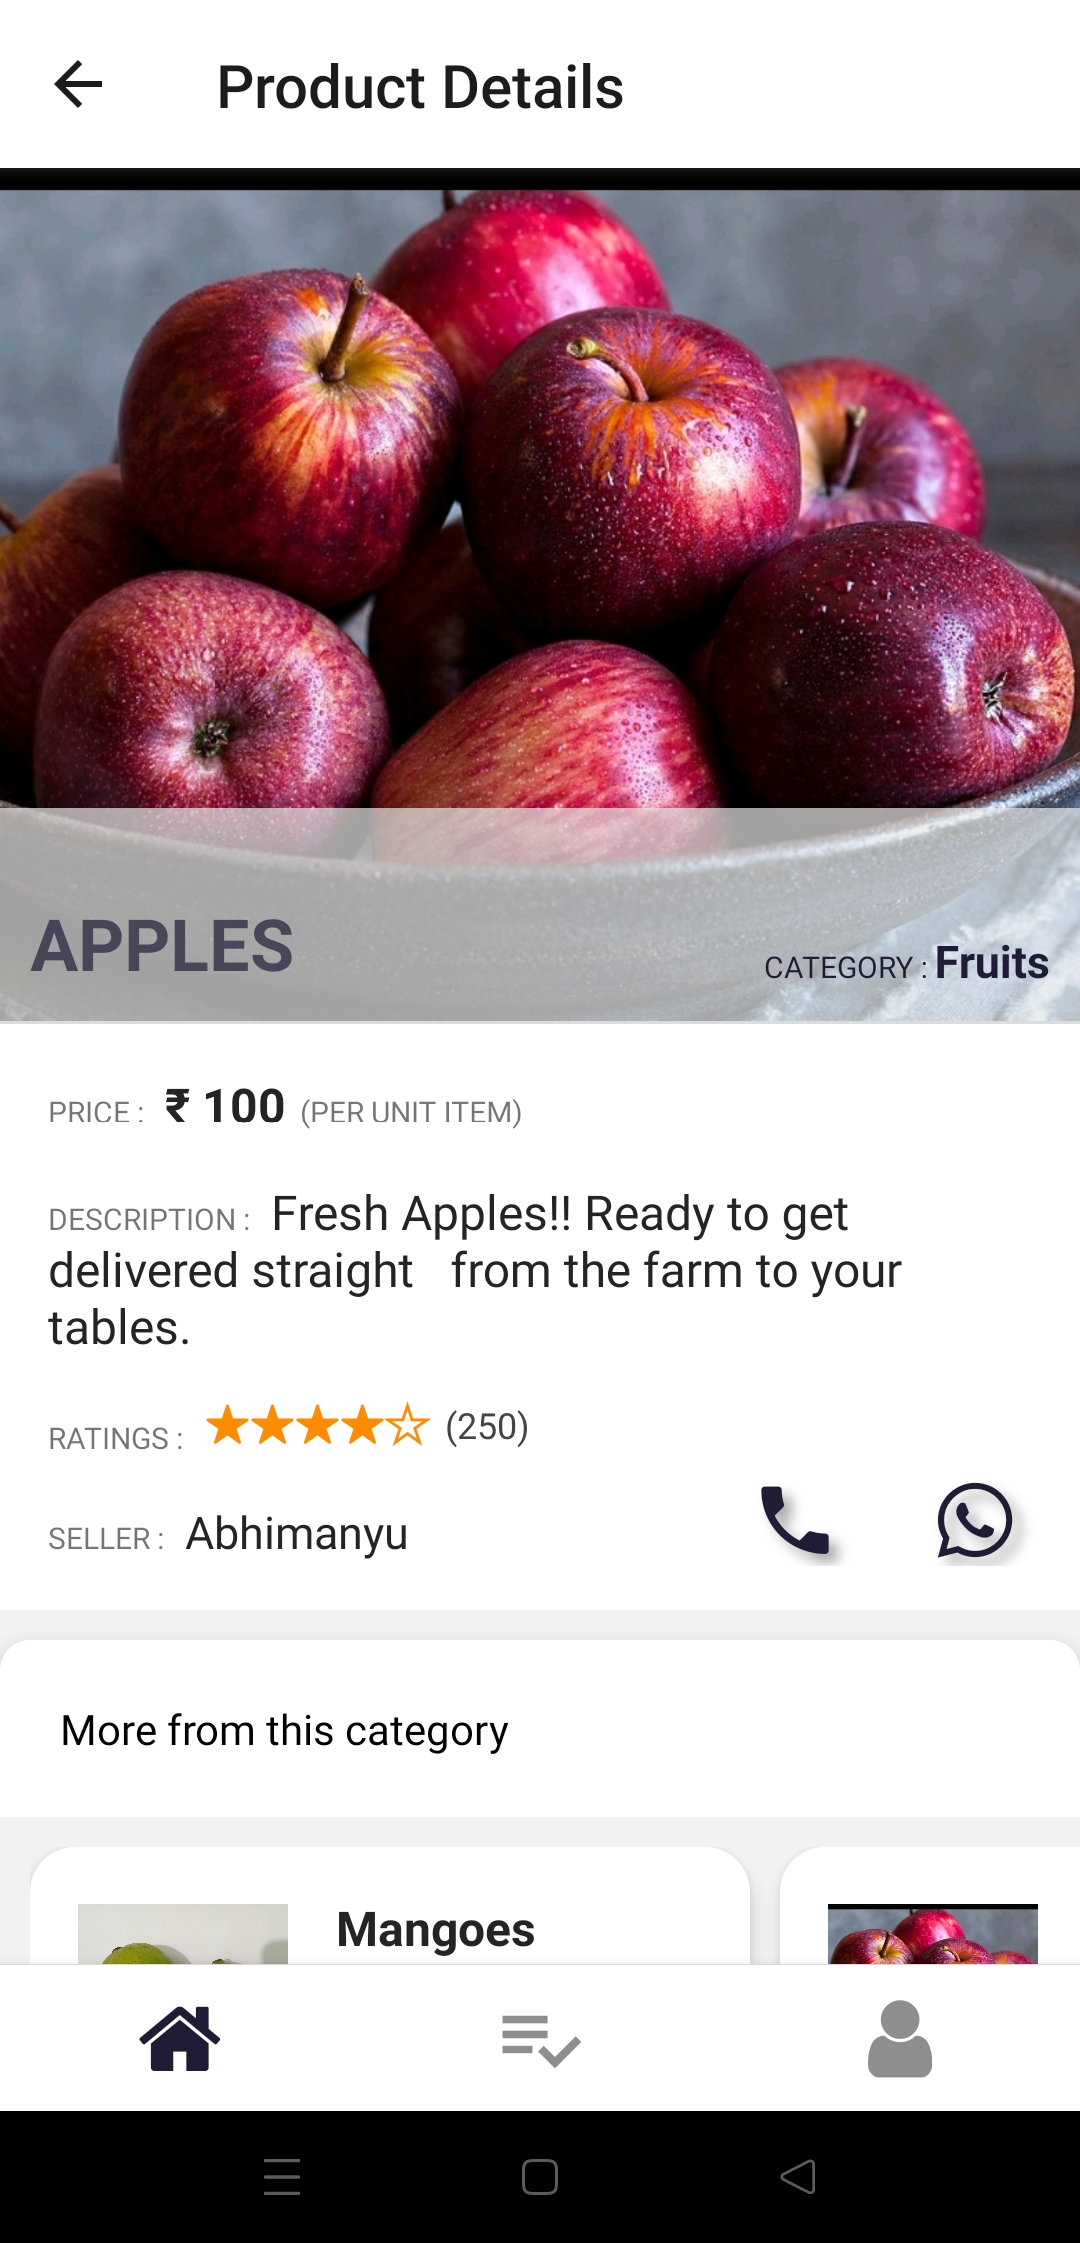 Product Details
APPLES
CATEGORY : Fruits
PRICE : ₹ 100 (PER UNIT ITEM)
DESCRIPTION : Fresh Apples!! Ready to get
delivered straight   from the farm to your
tables.
RATINGS : ★★★★☆ (250)
SELLER : Abhimanyu
More from this category
Mangoes